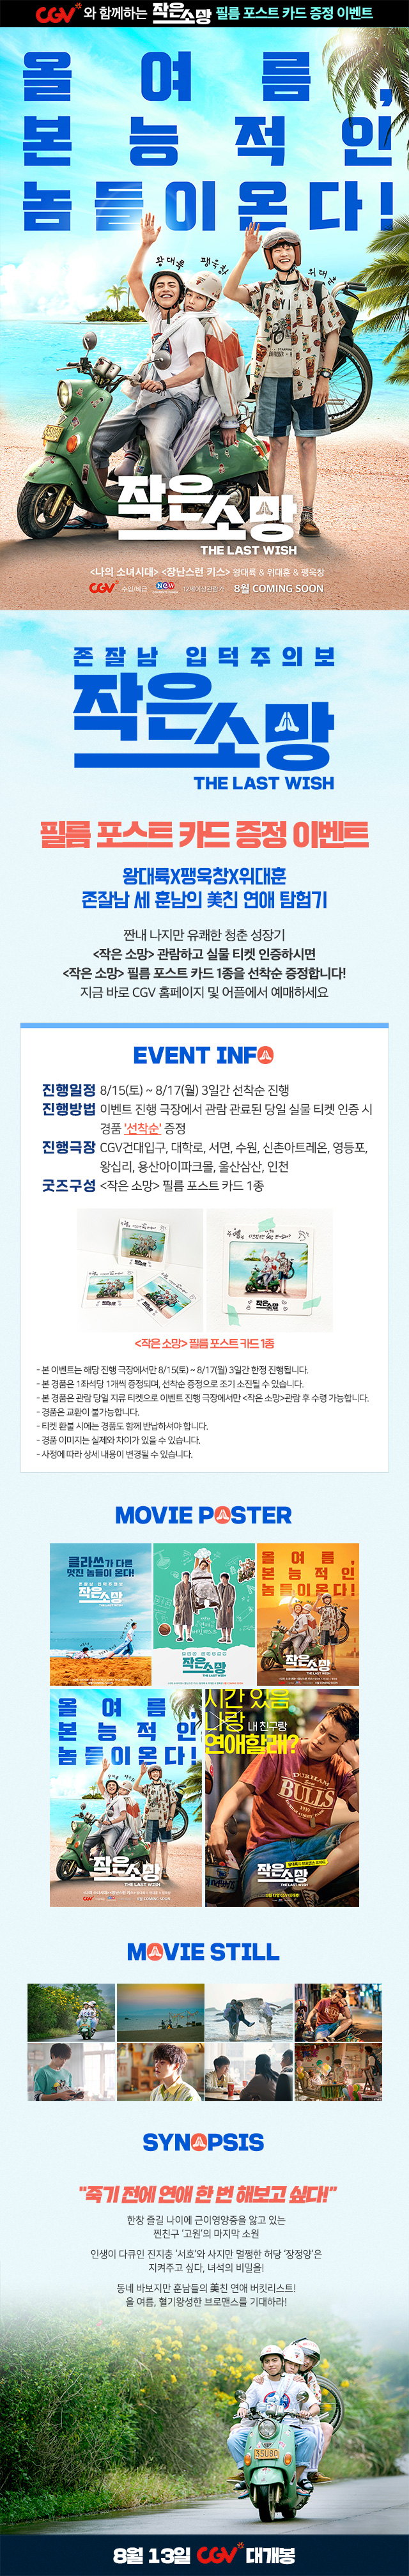 CGV 와 함께하는 작은 소망 필름 포스트 카드 증정 이벤트
올 여름,
본능적인
놈들이 온다!
왕대륙 팽욱창 위대훈
작은 소망
THE LAST WISH
<나의 소녀시대> <장난스런 키스> 왕대륙 & 위대훈 & 팽욱창
CGV 수입/배급 NEW 12세이상관람가 8월 COMING SOON
존잘남 입덕주의보
작은 소망
THE LAST WISH
필름 포스트 카드 증정 이벤트
왕대륙X팽욱창X위대훈
존잘남 세 훈남의 美친 연애 탐험기
짠내 나지만 유쾌한 청춘 성장기
<작은 소망> 관람하고 실물 티켓 인증하시면
<작은 소망> 필름 포스트 카드 1종을 선착순 증정합니다!
지금 바로 CGV 홈페이지 및 어플에서 예매하세요
EVENT INFO
진행일정 8/15(토) ~ 8/17(월) 3일간 선착순 진행
진행방법 이벤트 진행 극장에서 관람 관료된 당일 실물 티켓 인증 시
경품 '선착순' 증정
진행극장 CGV건대입구, 대학로, 서면, 수원, 신촌아트레온, 영등포,
왕십리, 용산아이파크몰, 울산삼산, 인천
굿즈구성 <작은 소망> 필름 포스트 카드 1종
<작은 소망> 필름 포스트 카드 1종
- 본 이벤트는 해당 진행 극장에서만 8/15(토) ~ 8/17(월) 3일간 한정 진행됩니다.
- 본 경품은 1좌석당 1개씩 증정되며, 선착순 증정으로 조기 소진될 수 있습니다.
- 본 경품은 관람 당일 지류 티켓으로 이벤트 진행 극장에서만 <작은 소망>관람 후 수령 가능합니다.
- 경품은 교환이 불가능합니다.
- 티켓 환불 시에는 경품도 함께 반납하셔야 합니다.
- 경품 이미지는 실제와 차이가 있을 수 있습니다.
- 사정에 따라 상세 내용이 변경될 수 있습니다.
MOVIE POSTER
클라쓰가 다른
멋진 놈들이 온다!
작은 소망
THE LAST WISH
작은 소망
THE LAST WISH
올 여름,
본능적인
놈들이 온다!
작은 소망
THE LAST WISH
올 여름,
본능적인
놈들이 온다!
작은 소망
THE LAST WISH
시간 있음
나랑 내 친구랑
연애할래?
DURHAM
BULLS
작은 소망
THE LAST WISH
MOVIE STILL
SYNOPSIS
"죽기 전에 연애 한 번 해보고 싶다!"
한창 즐길 나이에 근이영양증을 앓고 있는
찐친구 '고원'의 마지막 소원
인생이 다큐인 진지충 '서호'와 사지만 멀쩡한 허당 '장정양'은
지켜주고 싶다, 녀석의 비밀을!
동네 바보지만 훈남들의 美친 연애 버킷리스트!
올 여름, 혈기왕성한 브로맨스를 기대하라!
8월 13일 CGV 대개봉